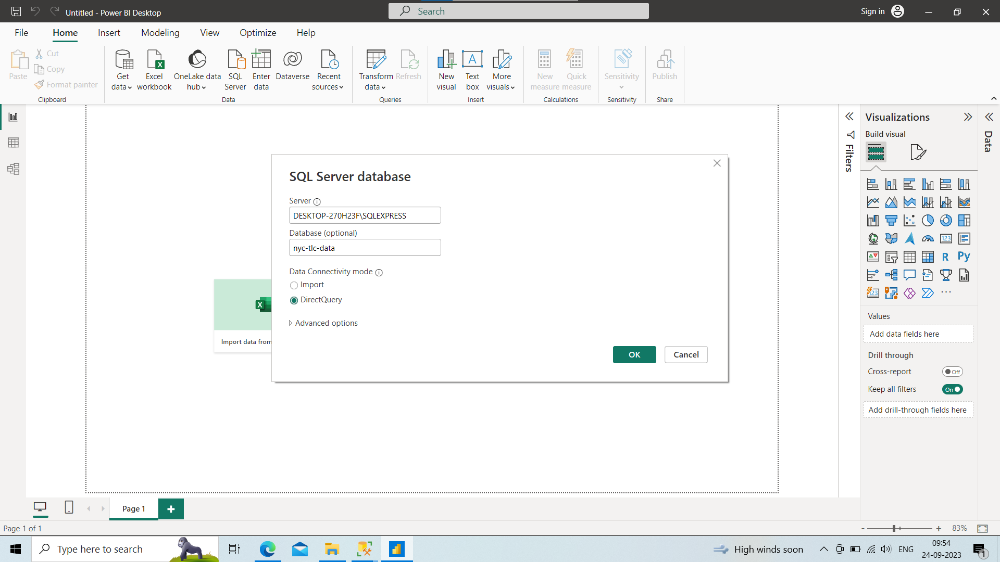 Untitled - Power BI Desktop
Search
Sign in
File Home Insert Modeling View Optimize Help
Paste
Cut
Copy
Format painter
Clipboard
Get data
Excel workbook
OneLake data hub
SQL Server
Enter data
Dataverse
Recent sources
Data
Transform data
Refresh
Queries
New visual
Text box
More visuals
Insert
New measure
Quick measure
Calculations
Sensitivity
Sensitivity
Publish
Share
SQL Server database
Server
DESKTOP-270H23F\SQLEXPRESS
Database (optional)
nyc-tlc-data
Data Connectivity mode
Import
DirectQuery
Advanced options
OK
Cancel
Import data from
Filters
Visualizations
Build visual
123
R
Py
123
Values
Add data fields here
Drill through
Cross-report
Off
Keep all filters
On
Add drill-through fields here
Data
Page 1
Page 1 of 1
- + 83%
Type here to search
High winds soon
ENG
09:54
24-09-2023
1